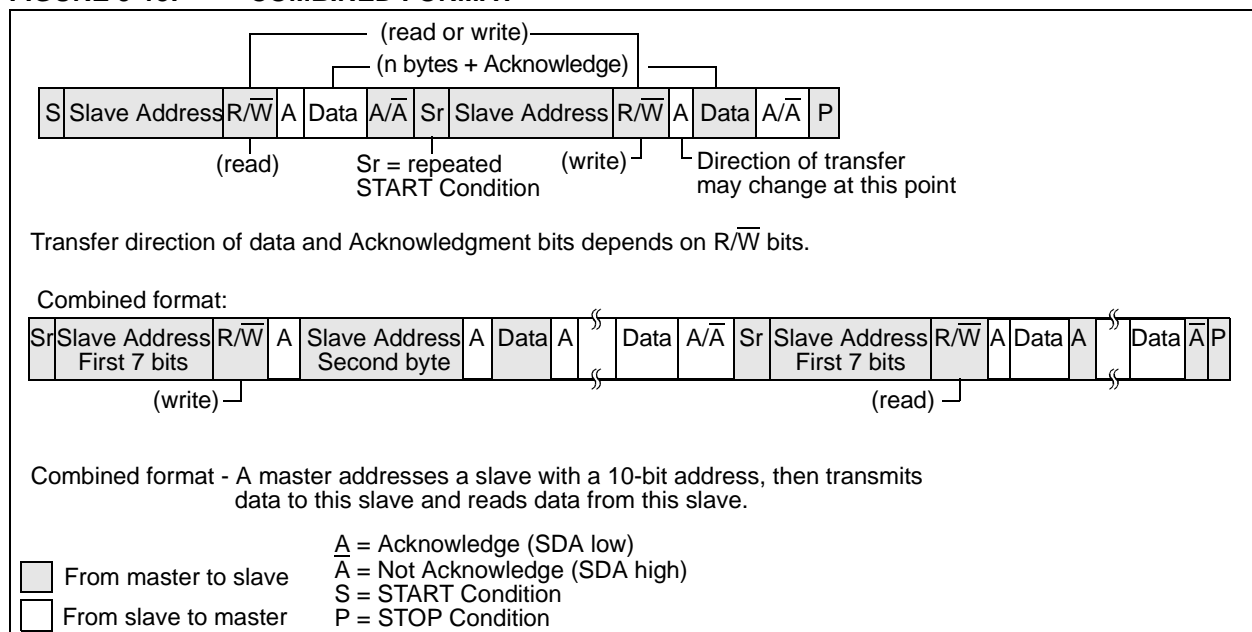 (read or write)
(n bytes + Acknowledge)
S Slave Address R/W̅ A Data A/A̅ Sr Slave Address R/W̅ A Data A/A̅ P
(read) Sr = repeated START Condition (write) Direction of transfer may change at this point
Transfer direction of data and Acknowledgment bits depends on R/W̅ bits.
Combined format:
Sr Slave Address First 7 bits R/W̅ A Slave Address Second byte A Data A Data A/A̅ Sr Slave Address First 7 bits R/W̅ A Data A Data A̅ P
(write) (read)
Combined format - A master addresses a slave with a 10-bit address, then transmits
data to this slave and reads data from this slave.
A = Acknowledge (SDA low)
A̅ = Not Acknowledge (SDA high)
S = START Condition
P = STOP Condition
From master to slave
From slave to master